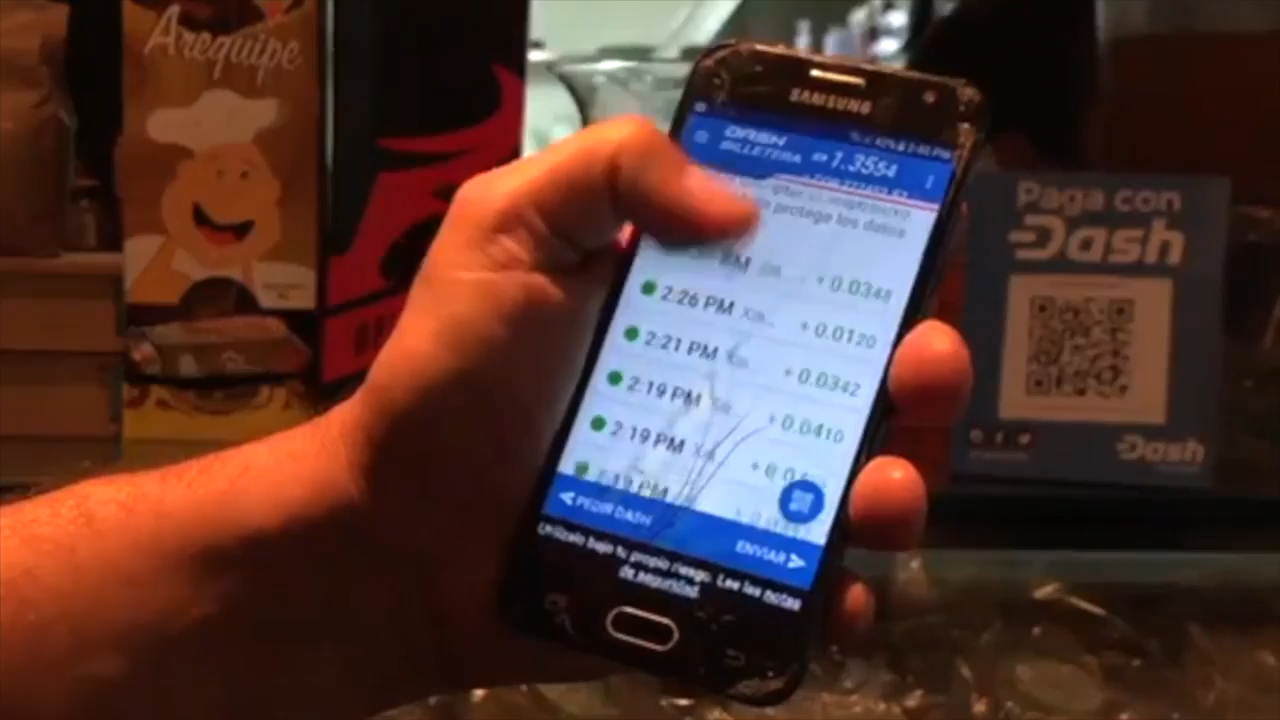 Arequipe
SAMSUNG
DASH
BILLETERA
1.3554
protege los datos
PM
+ 0.0348
2:26 PM
+ 0.0120
2:21 PM
+ 0.0342
2:19 PM
+ 0.0410
2:19 PM
PEDIR DASH
ENVIAR
Utilízalo bajo tu propio riesgo. Lee las notas
de seguridad.
Paga con
Dash
Dash